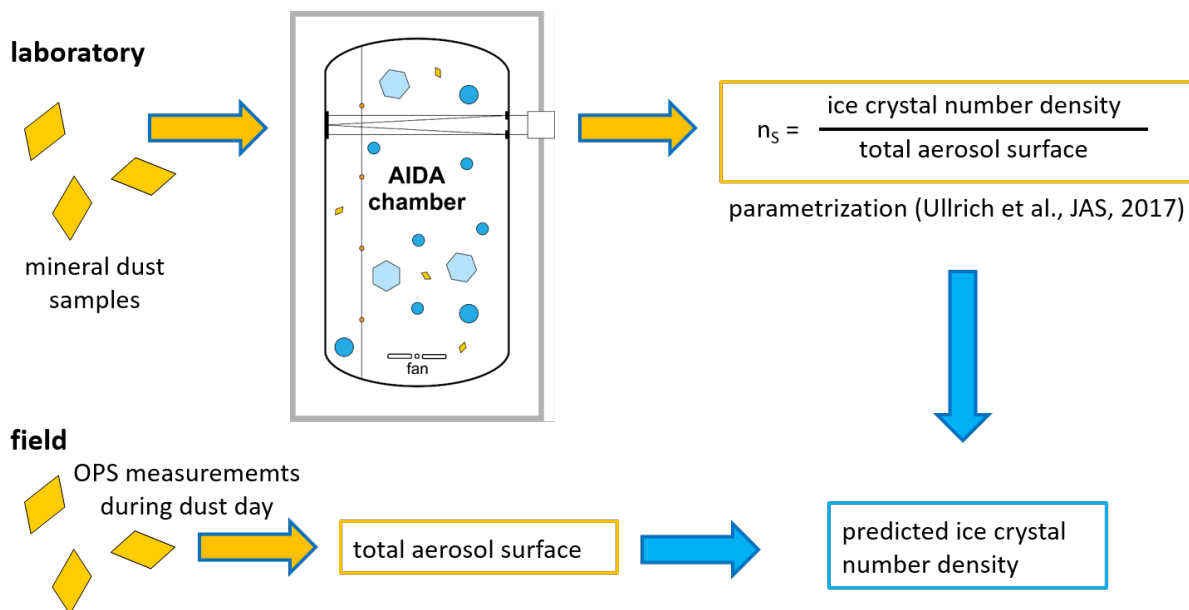 laboratory
mineral dust
samples
AIDA
chamber
fan
nS = ice crystal number density
total aerosol surface
parametrization (Ullrich et al., JAS, 2017)
field
OPS measurememts
during dust day
total aerosol surface
predicted ice crystal
number density